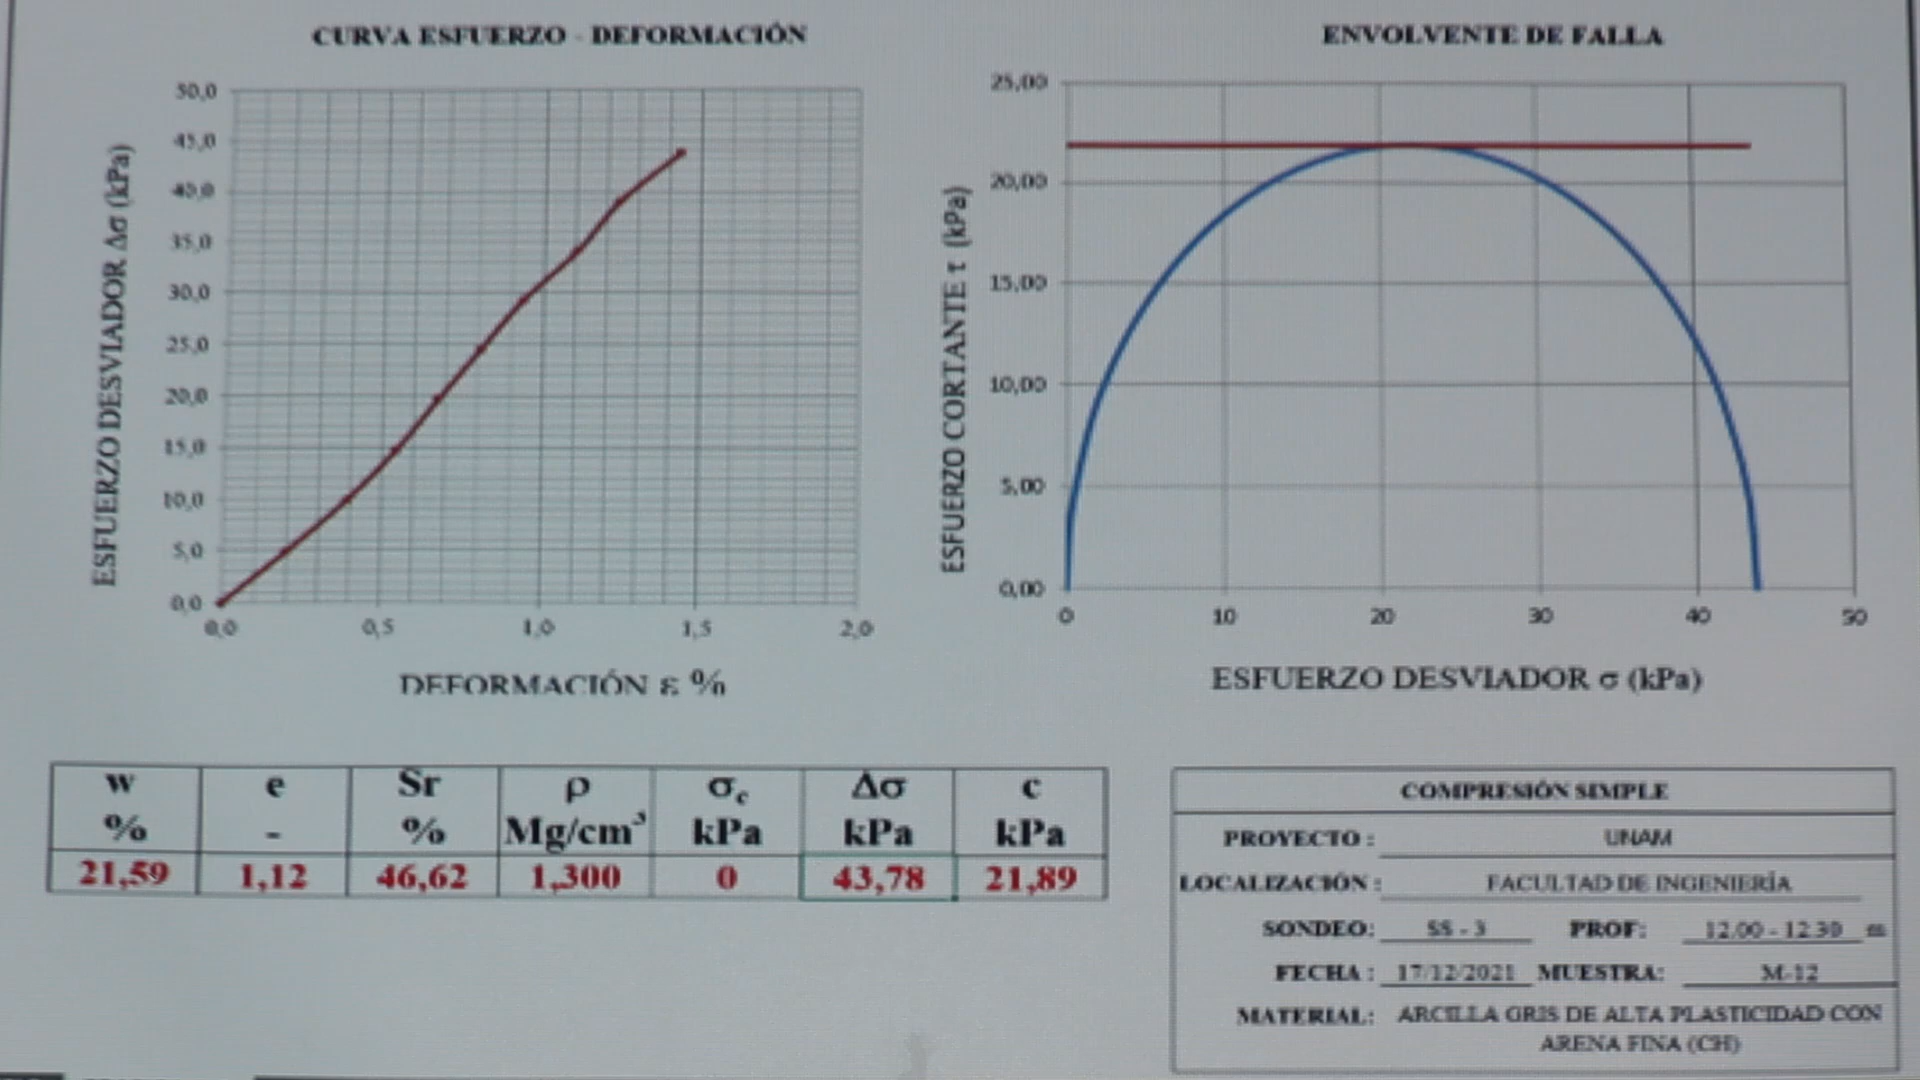 CURVA ESFUERZO - DEFORMACIÓN
50,0
45,0
40,0
35,0
30,0
25,0
20,0
15,0
10,0
5,0
0,0
ESFUERZO DESVIADOR Δσ (kPa)
0,0 0,5 1,0 1,5 2,0
DEFORMACIÓN ε %
ENVOLVENTE DE FALLA
25,00
20,00
15,00
10,00
5,00
0,00
ESFUERZO CORTANTE τ (kPa)
0 10 20 30 40 50
ESFUERZO DESVIADOR σ (kPa)
w e Sr ρ σc Δσ c
% - % Mg/cm³ kPa kPa kPa
21,59 1,12 46,62 1,300 0 43,78 21,89
COMPRESIÓN SIMPLE
PROYECTO : UNAM
LOCALIZACIÓN : FACULTAD DE INGENIERÍA
SONDEO: SS - 3 PROF: 12.00 - 12.30 m
FECHA : 17/12/2021 MUESTRA: M-12
MATERIAL: ARCILLA GRIS DE ALTA PLASTICIDAD CON
ARENA FINA (CH)